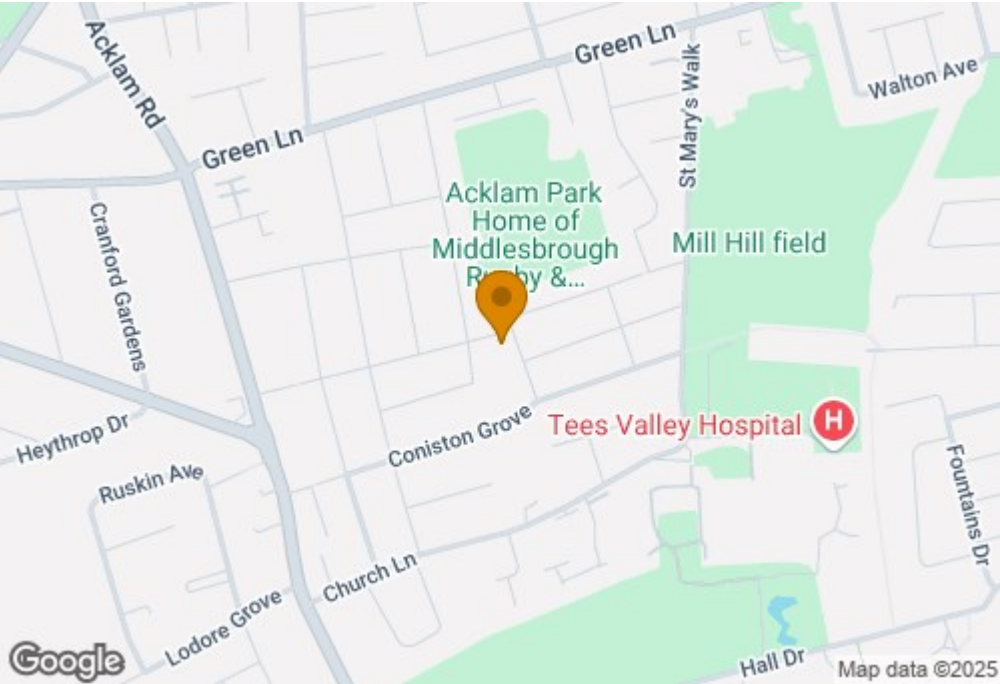 Acklam Rd
Green Ln
Green Ln
St Mary's Walk
Walton Ave
Cranford Gardens
Acklam Park
Home of
Middlesbrough
&...
Mill Hill field
Heythrop Dr
Ruskin Ave
Coniston Grove
Tees Valley Hospital
H
Fountains Dr
Church Ln
Lodore Grove
Hall Dr
Google
Map data ©2025